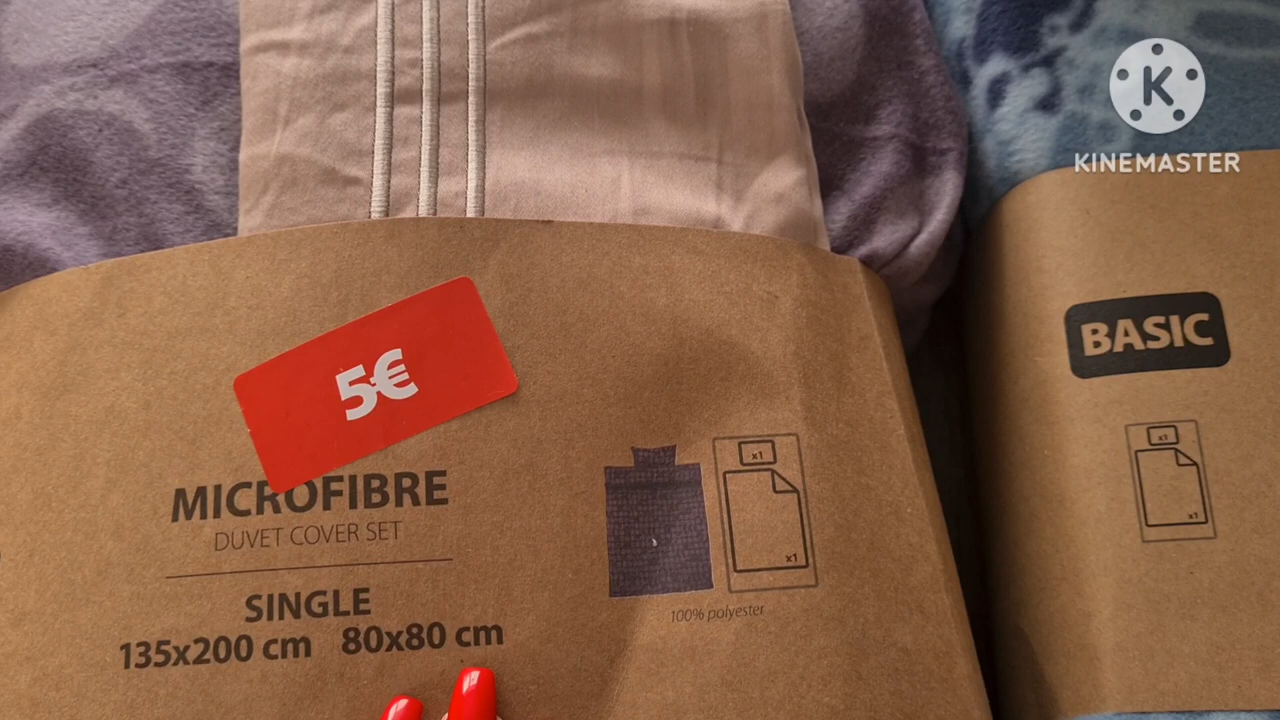 KINEMASTER
5€
MICROFIBRE
DUVET COVER SET
SINGLE
135x200 cm 80x80 cm
x1
x1
100% polyester
BASIC
x1
x1